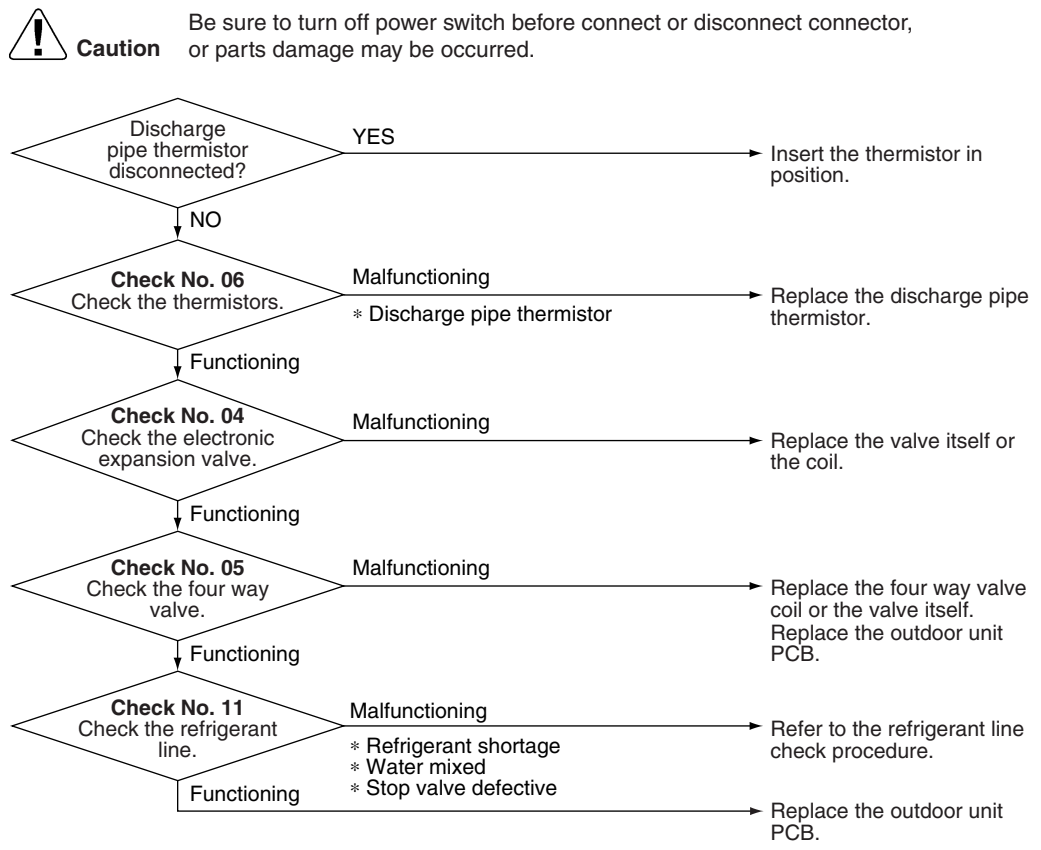 Be sure to turn off power switch before connect or disconnect connector,
Caution or parts damage may be occurred.
Discharge
pipe thermistor
disconnected?
YES
Insert the thermistor in
position.
NO
Check No. 06
Check the thermistors.
Malfunctioning
* Discharge pipe thermistor
Replace the discharge pipe
thermistor.
Functioning
Check No. 04
Check the electronic
expansion valve.
Malfunctioning
Replace the valve itself or
the coil.
Functioning
Check No. 05
Check the four way
valve.
Malfunctioning
Replace the four way valve
coil or the valve itself.
Replace the outdoor unit
PCB.
Functioning
Check No. 11
Check the refrigerant
line.
Malfunctioning
* Refrigerant shortage
* Water mixed
* Stop valve defective
Refer to the refrigerant line
check procedure.
Functioning
Replace the outdoor unit
PCB.